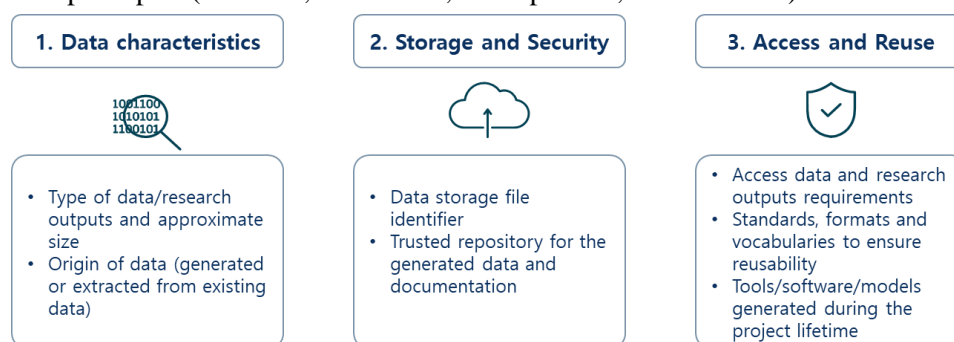 1. Data characteristics
2. Storage and Security
3. Access and Reuse
1001100
1010101
1100101
• Type of data/research
outputs and approximate
size
• Origin of data (generated
or extracted from existing
data)
• Data storage file
identifier
• Trusted repository for the
generated data and
documentation
• Access data and research
outputs requirements
• Standards, formats and
vocabularies to ensure
reusability
• Tools/software/models
generated during the
project lifetime